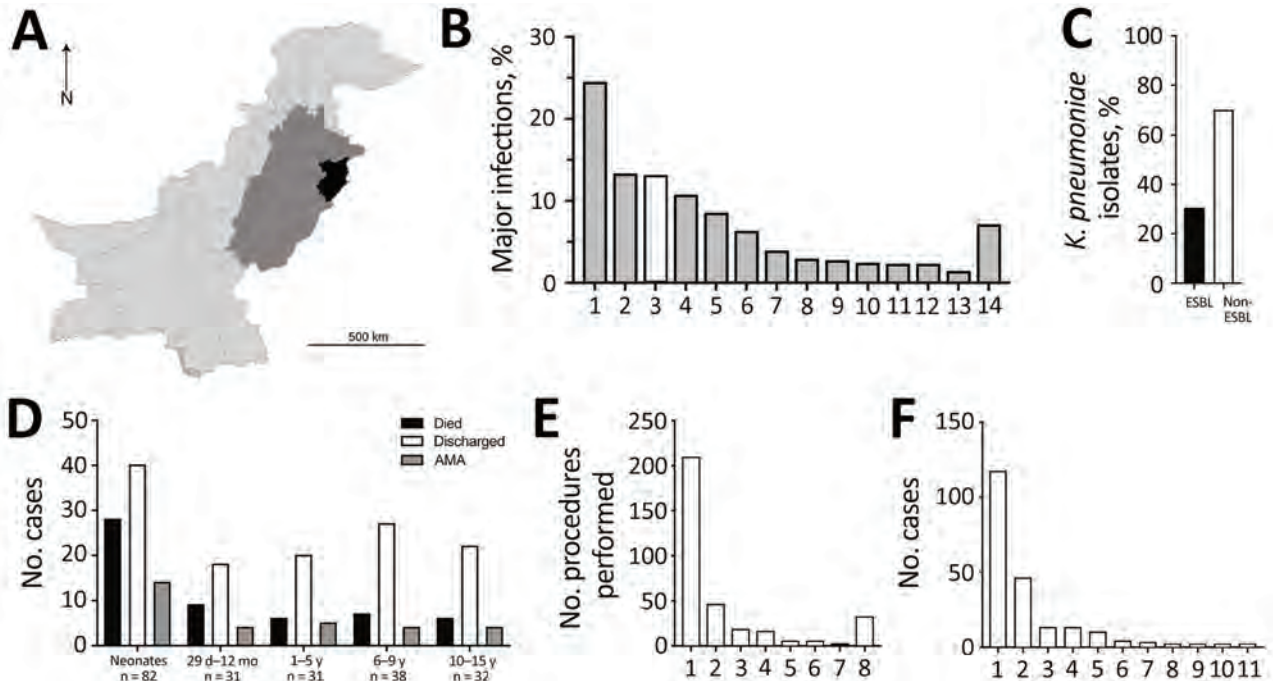 A
N
500 km
B
Major infections, %
30
20
10
0
1 2 3 4 5 6 7 8 9 10 11 12 13 14
C
K. pneumoniae
isolates, %
100
80
60
40
20
0
ESBL
Non-
ESBL
D
No. cases
50
40
30
20
10
0
Died
Discharged
AMA
Neonates
n = 82
29 d–12 mo
n = 31
1–5 y
n = 31
6–9 y
n = 38
10–15 y
n = 32
E
No. procedures
performed
250
200
150
100
50
0
1 2 3 4 5 6 7 8
F
No. cases
150
100
50
0
1 2 3 4 5 6 7 8 9 10 11